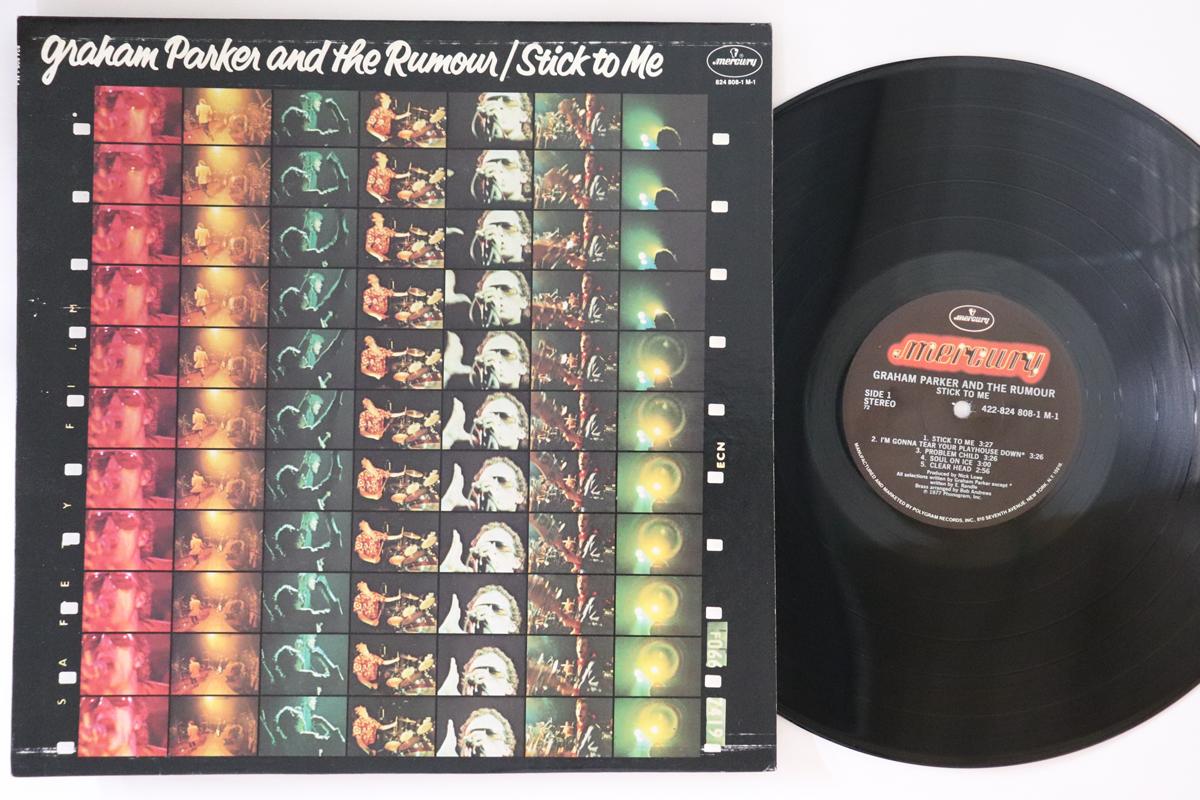 Graham Parker and the Rumour/Stick to Me
mercury
824 808-1 M-1
SAFETY FILM
ECN
F066
7419
mercury
mercury
GRAHAM PARKER AND THE RUMOUR
STICK TO ME
SIDE 1
STEREO
422-824 808-1 M-1
1. STICK TO ME 3:27
2. I'M GONNA TEAR YOUR PLAYHOUSE DOWN* 3:26
3. PROBLEM CHILD 3:26
4. SOUL ON ICE 3:00
5. CLEAR HEAD 2:56
Produced by Nick Lowe
All selections written by Graham Parker except *
written by E. Randle
Brass arranged by Bob Andrews
℗ 1977 Phonogram, Inc.
MANUFACTURED AND MARKETED BY POLYGRAM RECORDS, INC., 810 SEVENTH AVENUE, NEW YORK, N.Y. 10019